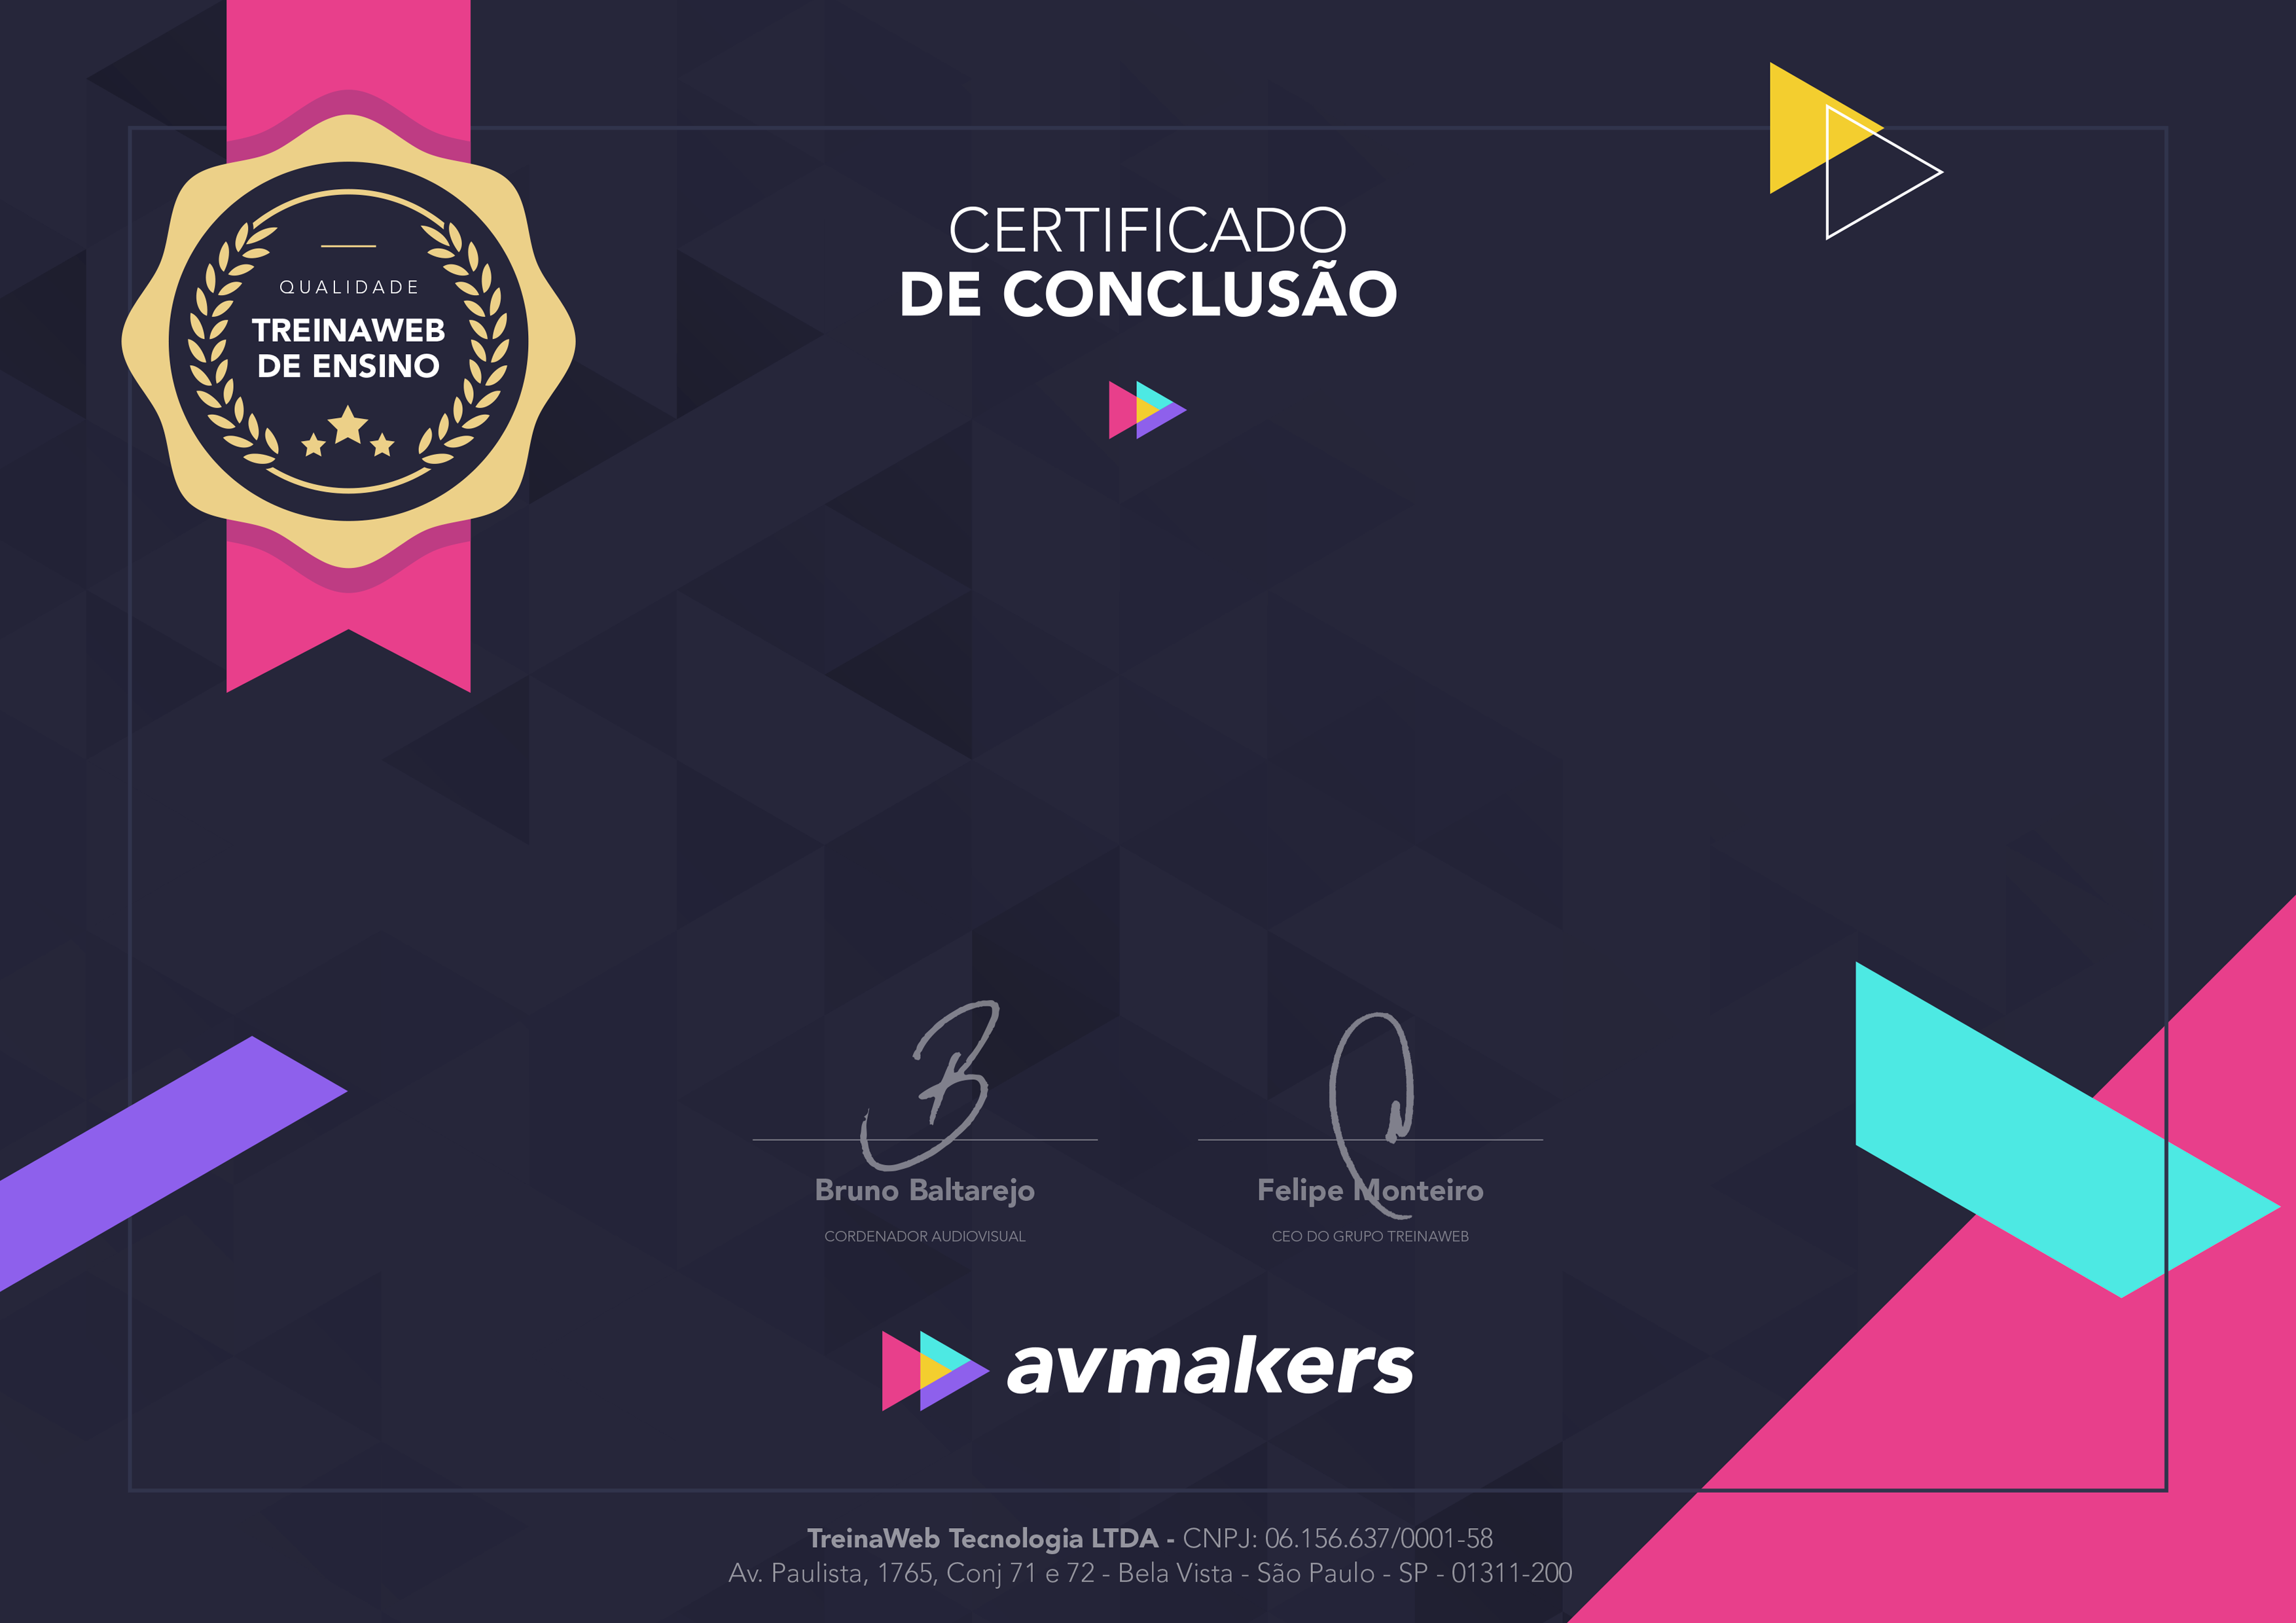 CERTIFICADO
DE CONCLUSÃO
QUALIDADE
TREINAWEB
DE ENSINO
Bruno Baltarejo
CORDENADOR AUDIOVISUAL
Felipe Monteiro
CEO DO GRUPO TREINAWEB
avmakers
TreinaWeb Tecnologia LTDA - CNPJ: 06.156.637/0001-58
Av. Paulista, 1765, Conj 71 e 72 - Bela Vista - São Paulo - SP - 01311-200